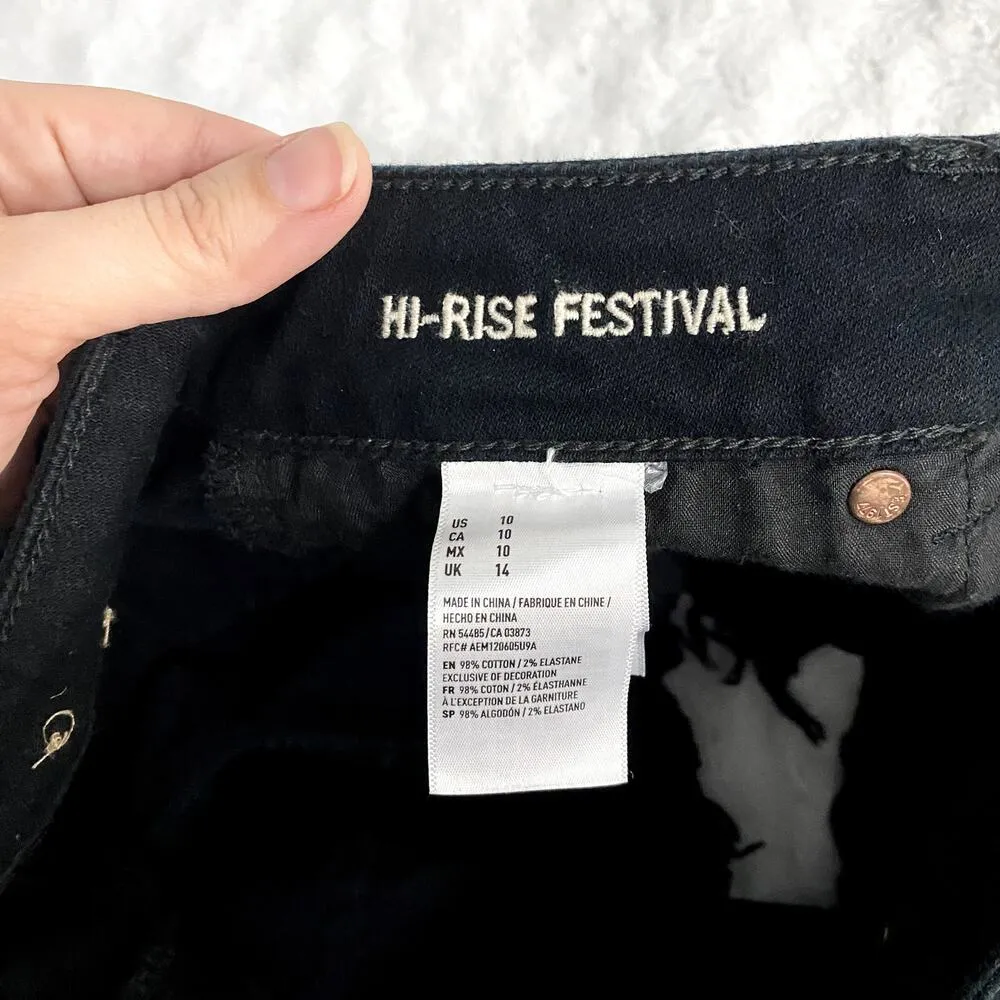 HI-RISE FESTIVAL
US 10
CA 10
MX 10
UK 14
MADE IN CHINA / FABRIQUE EN CHINE /
HECHO EN CHINA
RN 54485/CA 03873
RFC# AEM120605U9A
EN 98% COTTON / 2% ELASTANE
EXCLUSIVE OF DECORATION
FR 98% COTON / 2% ÉLASTHANNE
À L'EXCEPTION DE LA GARNITURE
SP 98% ALGODÓN / 2% ELASTANO